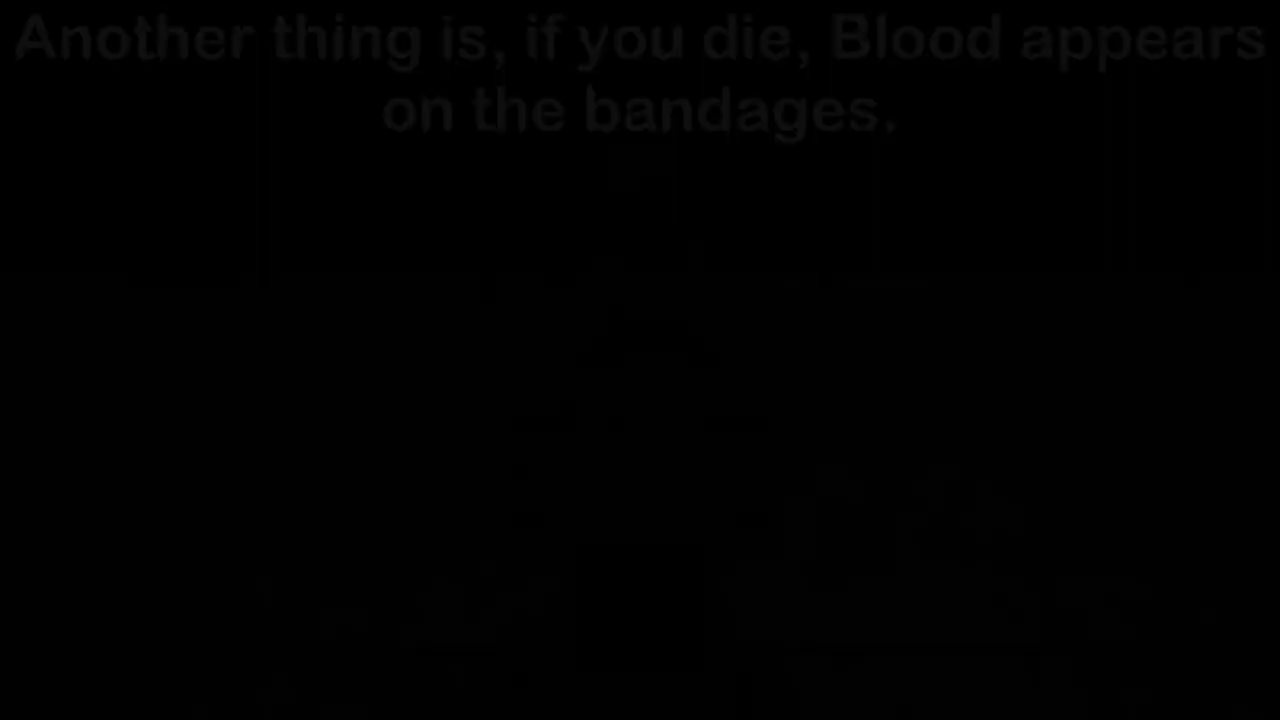 Another thing is, if you die, Blood appears
on the bandages.